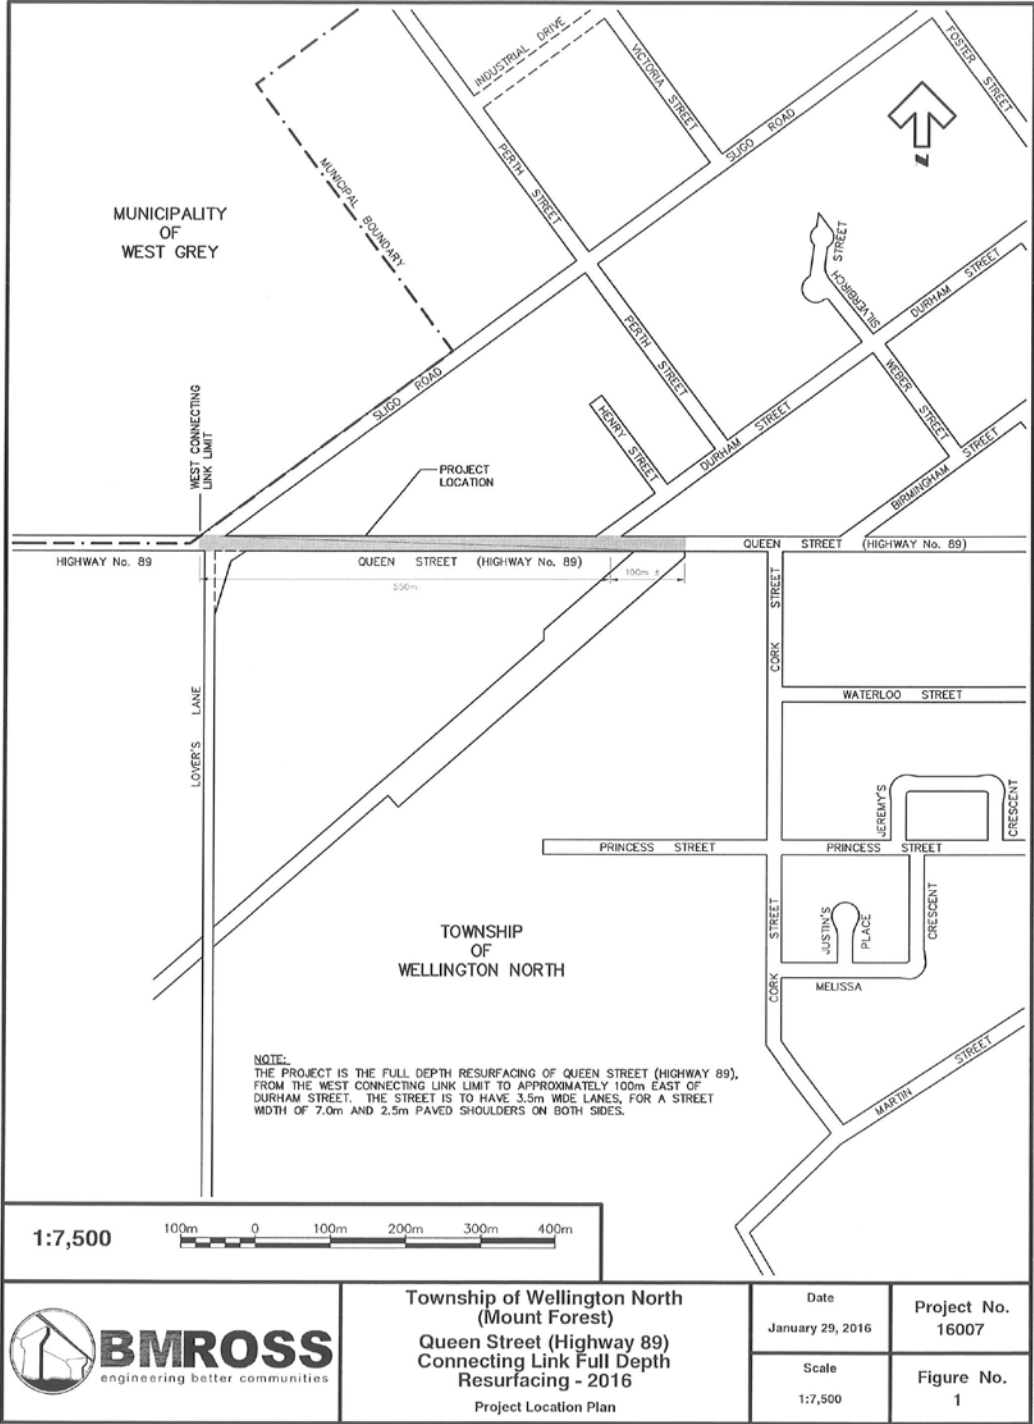 INDUSTRIAL DRIVE
VICTORIA STREET
FOSTER STREET
SLIGO ROAD
PERTH STREET
MUNICIPAL BOUNDARY
MUNICIPALITY
OF
WEST GREY
N
SILVERBIRCH STREET
DURHAM STREET
PERTH STREET
SLIGO ROAD
WEST CONNECTING
LINK LIMIT
HENRY STREET
DURHAM STREET
WEBER STREET
BIRMINGHAM STREET
PROJECT
LOCATION
HIGHWAY No. 89
QUEEN STREET (HIGHWAY No. 89)
QUEEN STREET (HIGHWAY No. 89)
550m
100m ±
CORK STREET
LOVER'S LANE
WATERLOO STREET
JEREMY'S CRESCENT
PRINCESS STREET
PRINCESS STREET
JUSTIN'S PLACE
CORK STREET
MELISSA CRESCENT
MARTIN STREET
TOWNSHIP
OF
WELLINGTON NORTH
NOTE:
THE PROJECT IS THE FULL DEPTH RESURFACING OF QUEEN STREET (HIGHWAY 89),
FROM THE WEST CONNECTING LINK LIMIT TO APPROXIMATELY 100m EAST OF
DURHAM STREET. THE STREET IS TO HAVE 3.5m WIDE LANES, FOR A STREET
WIDTH OF 7.0m AND 2.5m PAVED SHOULDERS ON BOTH SIDES.
1:7,500
100m 0 100m 200m 300m 400m
BMROSS
engineering better communities
Township of Wellington North
(Mount Forest)
Queen Street (Highway 89)
Connecting Link Full Depth
Resurfacing - 2016
Project Location Plan
Date
January 29, 2016
Scale
1:7,500
Project No.
16007
Figure No.
1